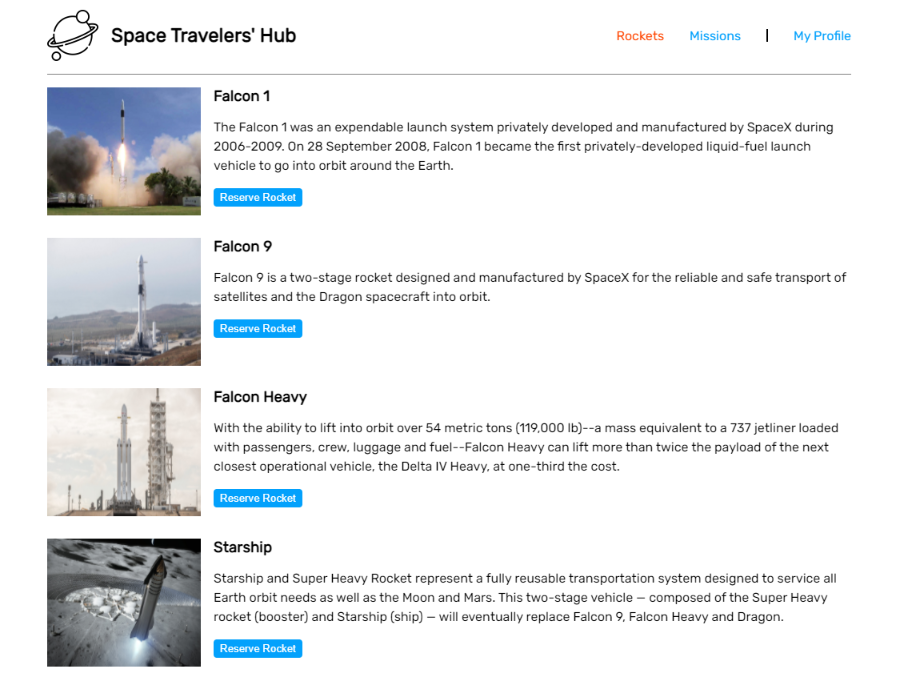 Space Travelers' Hub
Rockets Missions | My Profile
Falcon 1
The Falcon 1 was an expendable launch system privately developed and manufactured by SpaceX during
2006-2009. On 28 September 2008, Falcon 1 became the first privately-developed liquid-fuel launch
vehicle to go into orbit around the Earth.
Reserve Rocket
Falcon 9
Falcon 9 is a two-stage rocket designed and manufactured by SpaceX for the reliable and safe transport of
satellites and the Dragon spacecraft into orbit.
Reserve Rocket
Falcon Heavy
With the ability to lift into orbit over 54 metric tons (119,000 lb)--a mass equivalent to a 737 jetliner loaded
with passengers, crew, luggage and fuel--Falcon Heavy can lift more than twice the payload of the next
closest operational vehicle, the Delta IV Heavy, at one-third the cost.
Reserve Rocket
Starship
Starship and Super Heavy Rocket represent a fully reusable transportation system designed to service all
Earth orbit needs as well as the Moon and Mars. This two-stage vehicle — composed of the Super Heavy
rocket (booster) and Starship (ship) — will eventually replace Falcon 9, Falcon Heavy and Dragon.
Reserve Rocket